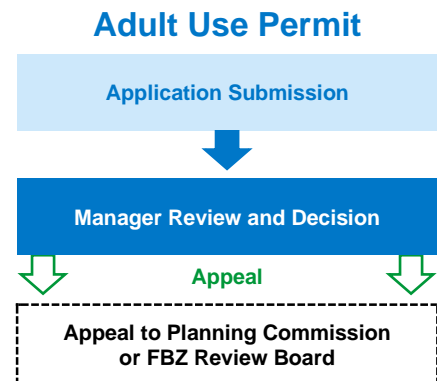 Adult Use Permit
Application Submission
Manager Review and Decision
Appeal
Appeal to Planning Commission
or FBZ Review Board